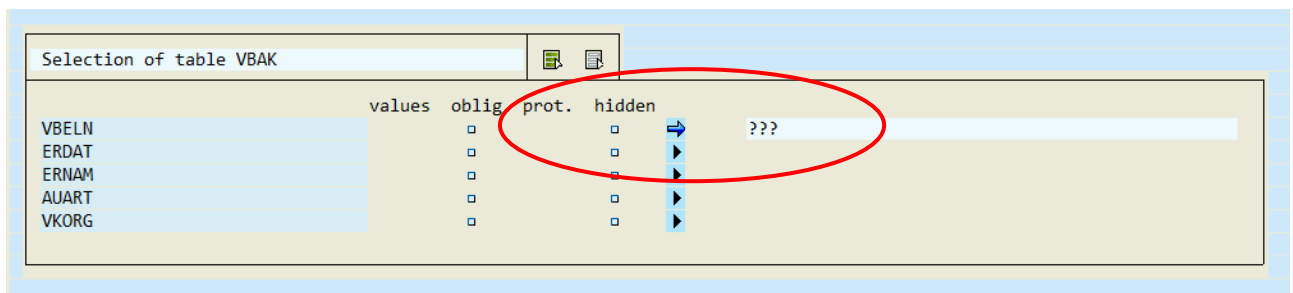 Selection of table VBAK
values oblig prot. hidden
VBELN ???
ERDAT
ERNAM
AUART
VKORG